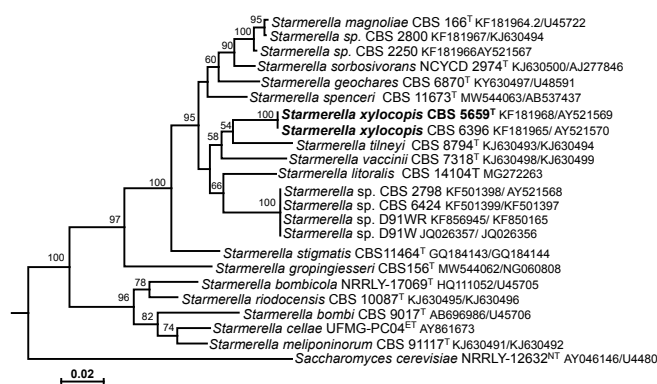 95 Starmerella magnoliae CBS 166ᵀ KF181964.2/U45722
Starmerella sp. CBS 2800 KF181967/KJ630494
100 Starmerella sp. CBS 2250 KF181966AY521567
90 Starmerella sorbosivorans NCYCD 2974ᵀ KJ630500/AJ277846
60 Starmerella geochares CBS 6870ᵀ KY630497/U48591
Starmerella spenceri CBS 11673ᵀ MW544063/AB537437
95 100 Starmerella xylocopis CBS 5659ᵀ KF181968/AY521569
54 Starmerella xylocopis CBS 6396 KF181965/ AY521570
58 Starmerella tilneyi CBS 8794ᵀ KJ630493/KJ630494
Starmerella vaccinii CBS 7318ᵀ KJ630498/KJ630499
66 Starmerella litoralis CBS 14104T MG272263
100 Starmerella sp. CBS 2798 KF501398/ AY521568
100 Starmerella sp. CBS 6424 KF501399/KF501397
Starmerella sp. D91WR KF856945/ KF850165
97 Starmerella sp. D91W JQ026357/ JQ026356
Starmerella stigmatis CBS11464ᵀ GQ184143/GQ184144
100 Starmerella gropingiesseri CBS156ᵀ MW544062/NG060808
78 Starmerella bombicola NRRLY-17069ᵀ HQ111052/U45705
96 Starmerella riodocensis CBS 10087ᵀ KJ630495/KJ630496
82 Starmerella bombi CBS 9017ᵀ AB696986/U45706
74 Starmerella cellae UFMG-PC04ᴱᵀ AY861673
Starmerella meliponinorum CBS 91117ᵀ KJ630491/KJ630492
Saccharomyces cerevisiae NRRLY-12632ᴺᵀ AY046146/U4480
0.02